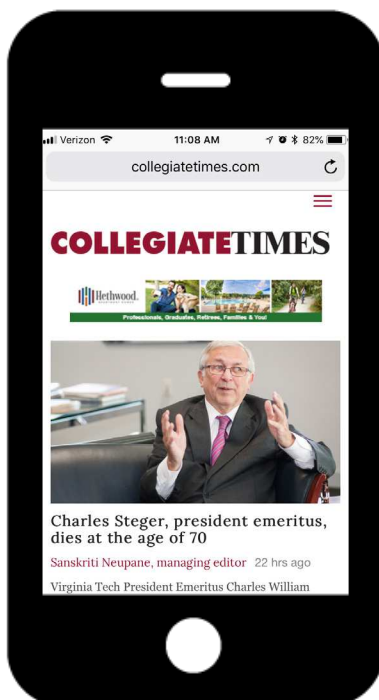 Verizon 11:08 AM 82%
collegiatetimes.com
COLLEGIATETIMES
Hethwood.
Professionals, Graduates, Retirees, Families & You!
Charles Steger, president emeritus,
dies at the age of 70
Sanskriti Neupane, managing editor 22 hrs ago
Virginia Tech President Emeritus Charles William